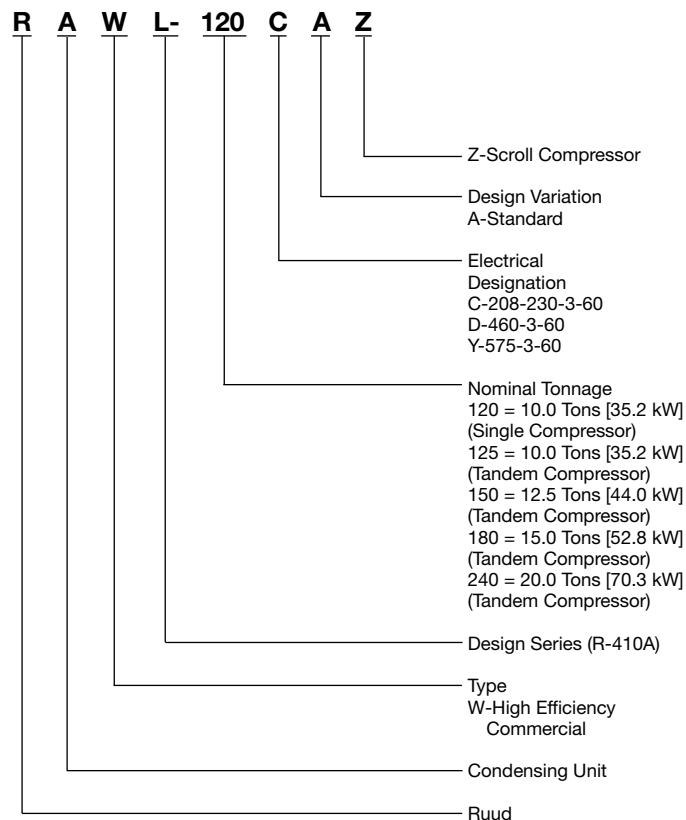 R A W L- 120 C A Z
Z-Scroll Compressor
Design Variation
A-Standard
Electrical
Designation
C-208-230-3-60
D-460-3-60
Y-575-3-60
Nominal Tonnage
120 = 10.0 Tons [35.2 kW]
(Single Compressor)
125 = 10.0 Tons [35.2 kW]
(Tandem Compressor)
150 = 12.5 Tons [44.0 kW]
(Tandem Compressor)
180 = 15.0 Tons [52.8 kW]
(Tandem Compressor)
240 = 20.0 Tons [70.3 kW]
(Tandem Compressor)
Design Series (R-410A)
Type
W-High Efficiency
Commercial
Condensing Unit
Ruud